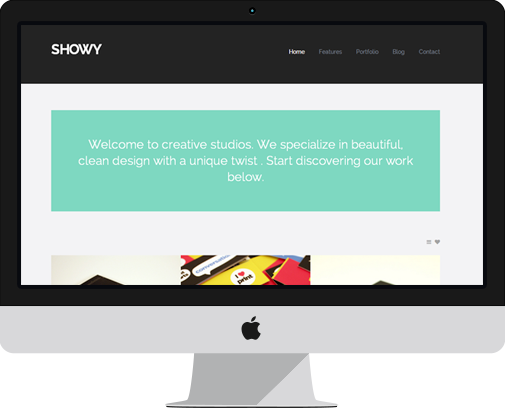 SHOWY
Home Features Portfolio Blog Contact
Welcome to creative studios. We specialize in beautiful,
clean design with a unique twist . Start discovering our work
below.
conversation
I ♥
print